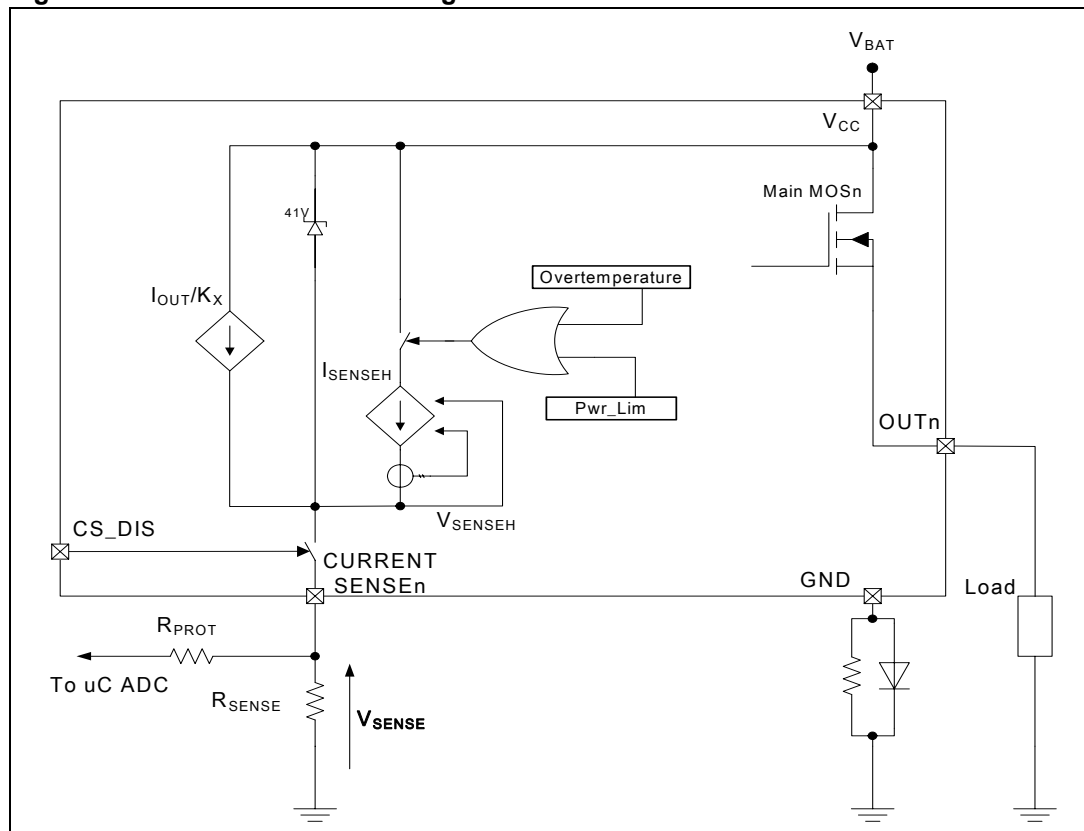 V_BAT
V_CC
Main MOSn
41V
Overtemperature
I_OUT/K_X
I_SENSEH
Pwr_Lim
OUTn
V_SENSEH
CS_DIS
CURRENT
SENSEn
GND
Load
R_PROT
To uC ADC
R_SENSE
V_SENSE